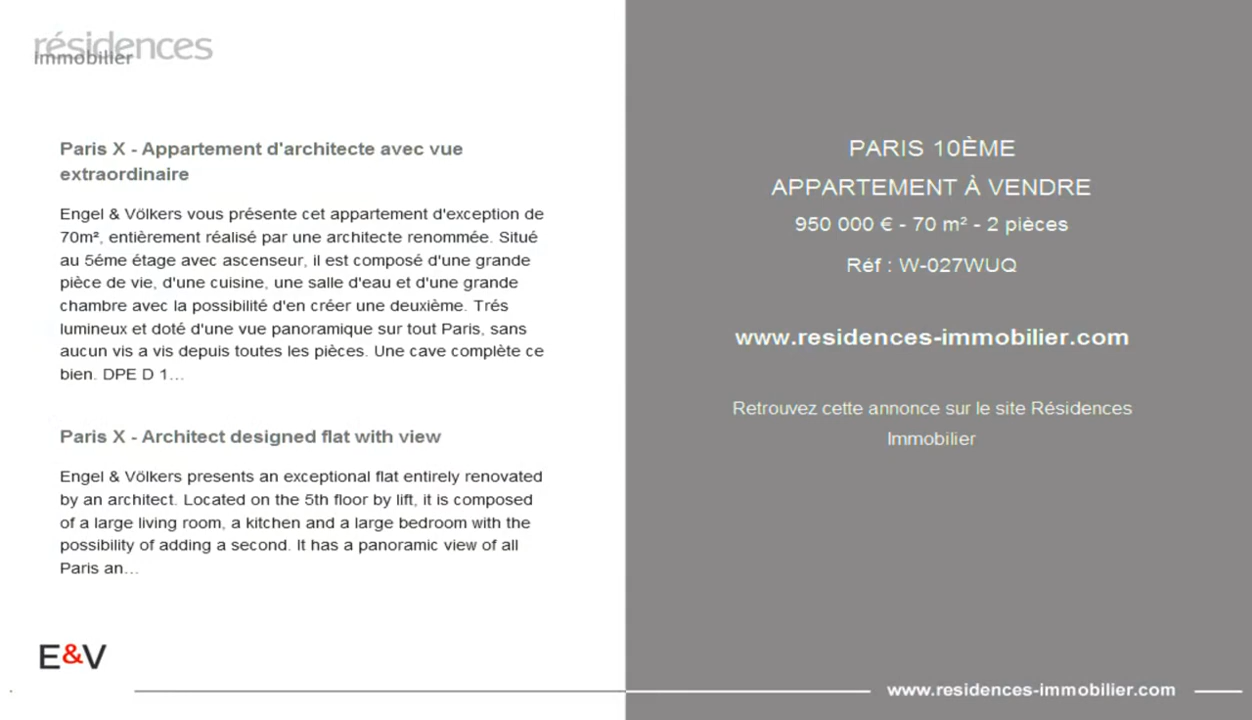 résidences
immobilier
Paris X - Appartement d'architecte avec vue
extraordinaire
Engel & Völkers vous présente cet appartement d'exception de
70m², entièrement réalisé par une architecte renommée. Situé
au 5éme étage avec ascenseur, il est composé d'une grande
pièce de vie, d'une cuisine, une salle d'eau et d'une grande
chambre avec la possibilité d'en créer une deuxième. Trés
lumineux et doté d'une vue panoramique sur tout Paris, sans
aucun vis a vis depuis toutes les pièces. Une cave complète ce
bien. DPE D 1...
Paris X - Architect designed flat with view
Engel & Völkers presents an exceptional flat entirely renovated
by an architect. Located on the 5th floor by lift, it is composed
of a large living room, a kitchen and a large bedroom with the
possibility of adding a second. It has a panoramic view of all
Paris an...
E&V
PARIS 10ÈME
APPARTEMENT À VENDRE
950 000 € - 70 m² - 2 pièces
Réf : W-027WUQ
www.residences-immobilier.com
Retrouvez cette annonce sur le site Résidences
Immobilier
www.residences-immobilier.com